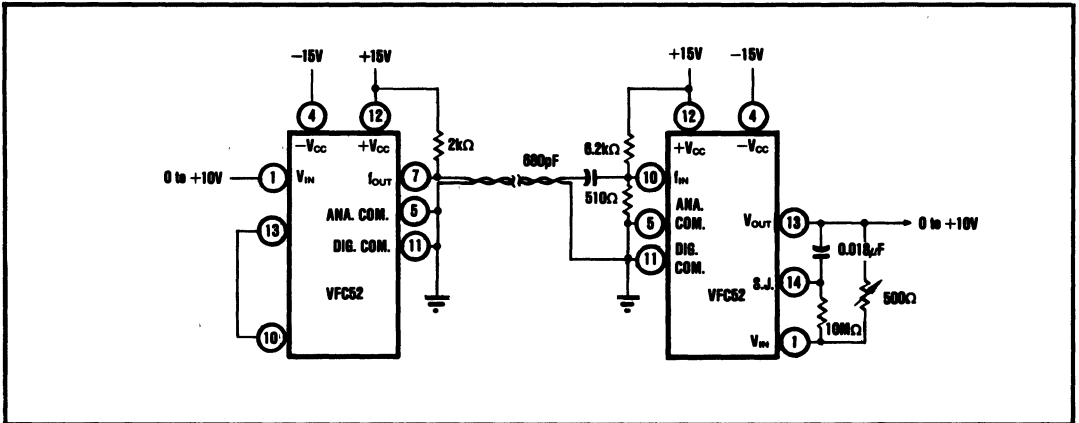 −15V +15V
4 12
−VCC +VCC
2kΩ
0 to +10V 1 VIN fOUT 7
13 ANA. COM. 5
DIG. COM. 11
VFC52
10
680pF
+15V −15V
12 4
+VCC −VCC
6.2kΩ
10 fIN
510Ω ANA.
5 COM.
DIG.
11 COM.
VFC52
VOUT 13 0 to +10V
0.018μF
S.J. 14
500Ω
10MΩ
VIN 1